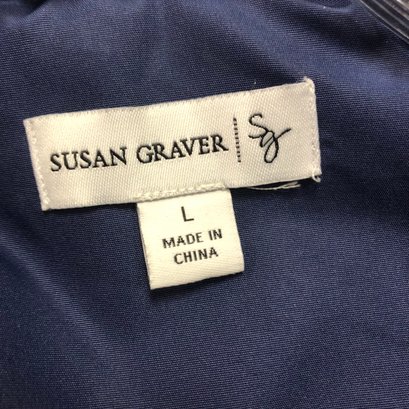 SUSAN GRAVER | Sg
L
MADE IN
CHINA